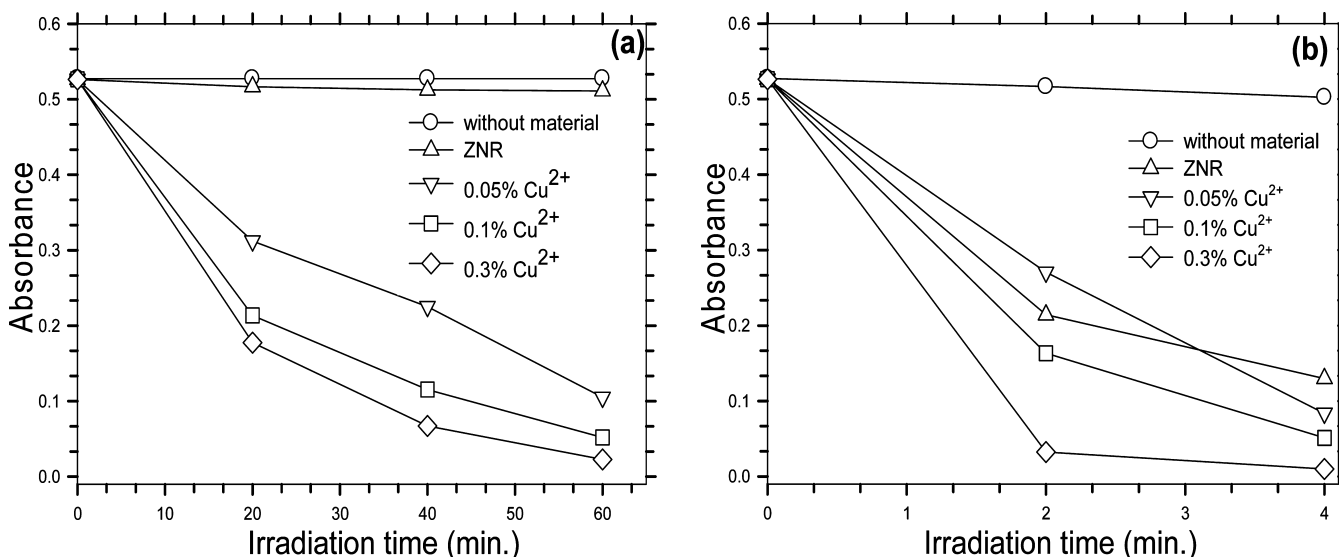 (a)
Absorbance
0.6
0.5
0.4
0.3
0.2
0.1
0.0
without material
ZNR
0.05% Cu²⁺
0.1% Cu²⁺
0.3% Cu²⁺
0 10 20 30 40 50 60
Irradiation time (min.)
(b)
Absorbance
0.6
0.5
0.4
0.3
0.2
0.1
0.0
without material
ZNR
0.05% Cu²⁺
0.1% Cu²⁺
0.3% Cu²⁺
0 1 2 3 4
Irradiation time (min.)